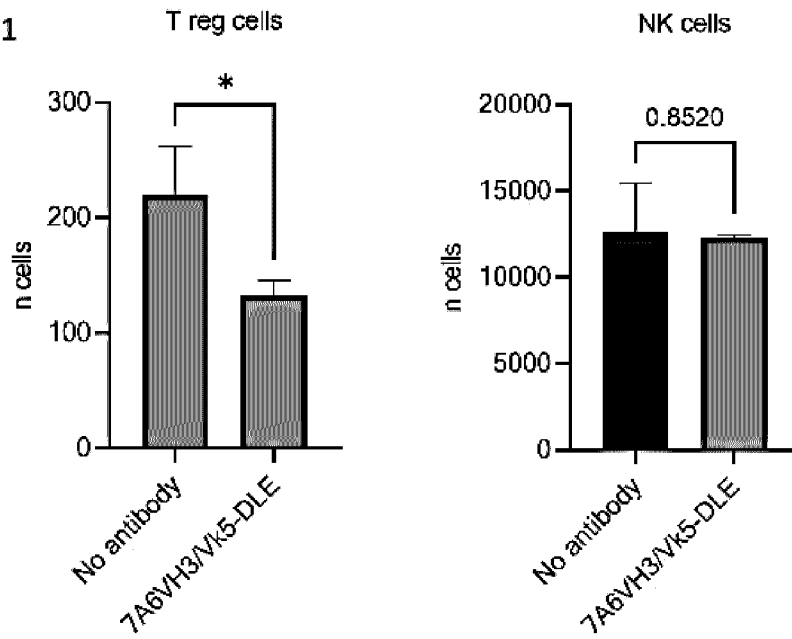 1
T reg cells
*
300
200
100
0
n cells
No antibody
7A6VH3/Vk5-DLE
NK cells
0.8520
20000
15000
10000
5000
0
n cells
No antibody
7A6VH3/Vk5-DLE